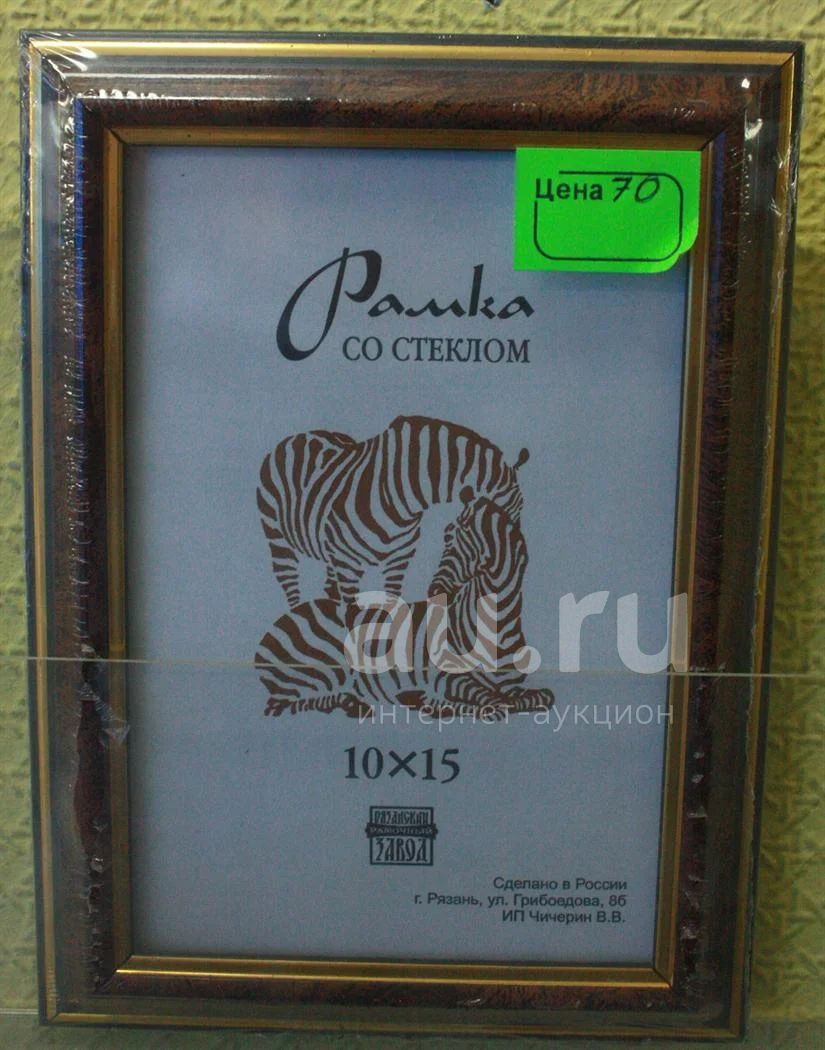 Цена 70
Рамка
СО СТЕКЛОМ
au.ru
интернет-аукцион
10×15
РЯЗАНСКИЙ
РАМОЧНЫЙ
ЗАВОД
Сделано в России
г. Рязань, ул. Грибоедова, 8б
ИП Чичерин В.В.